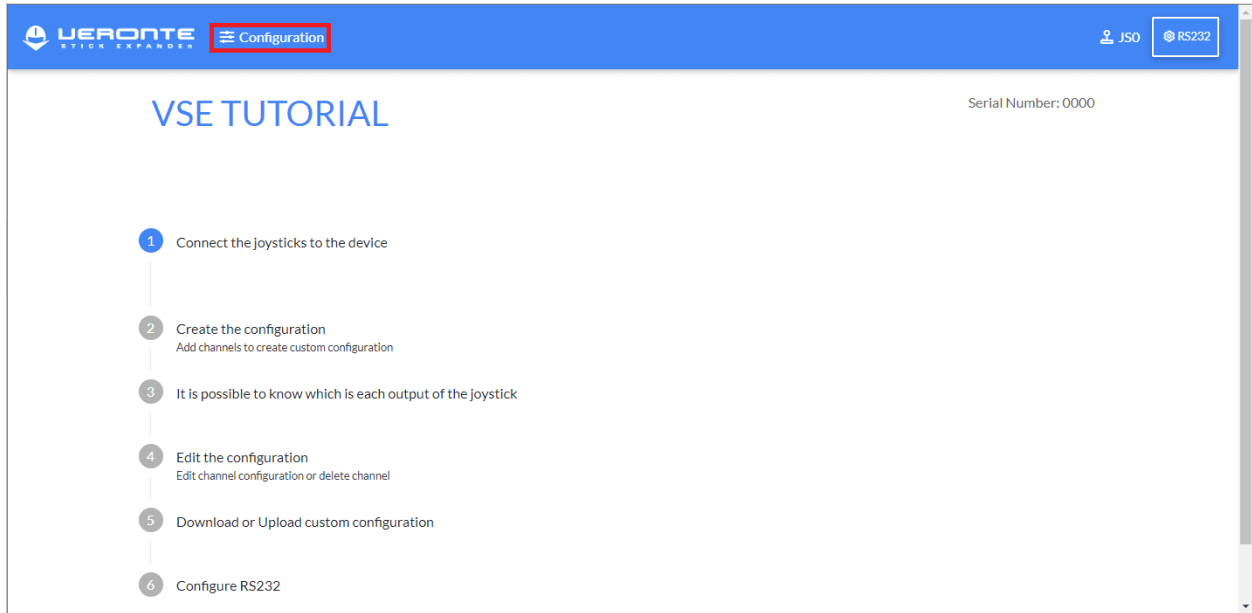 VERONTE
STICK EXPANDER
Configuration
JS0
RS232
VSE TUTORIAL
Serial Number: 0000
1
Connect the joysticks to the device
2
Create the configuration
Add channels to create custom configuration
3
It is possible to know which is each output of the joystick
4
Edit the configuration
Edit channel configuration or delete channel
5
Download or Upload custom configuration
6
Configure RS232